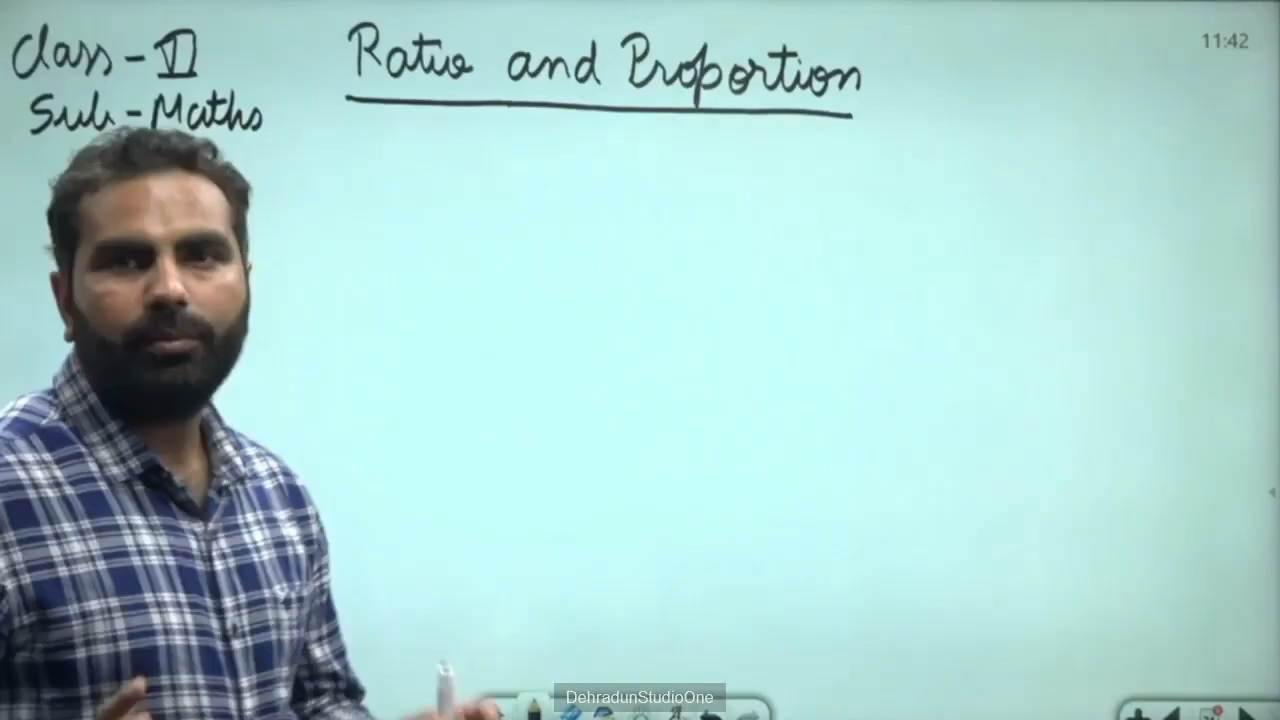 Class - VI
Sub - Maths
Ratio and Proportion
11:42
DehradunStudioOne